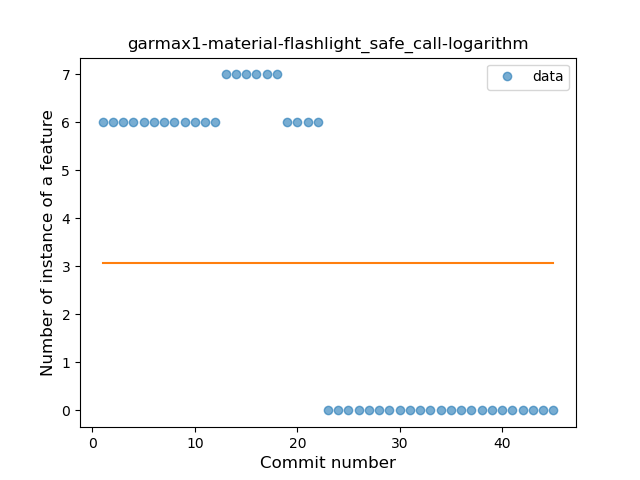 garmax1-material-flashlight_safe_call-logarithm
data
Number of instance of a feature
7
6
5
4
3
2
1
0
0 10 20 30 40
Commit number